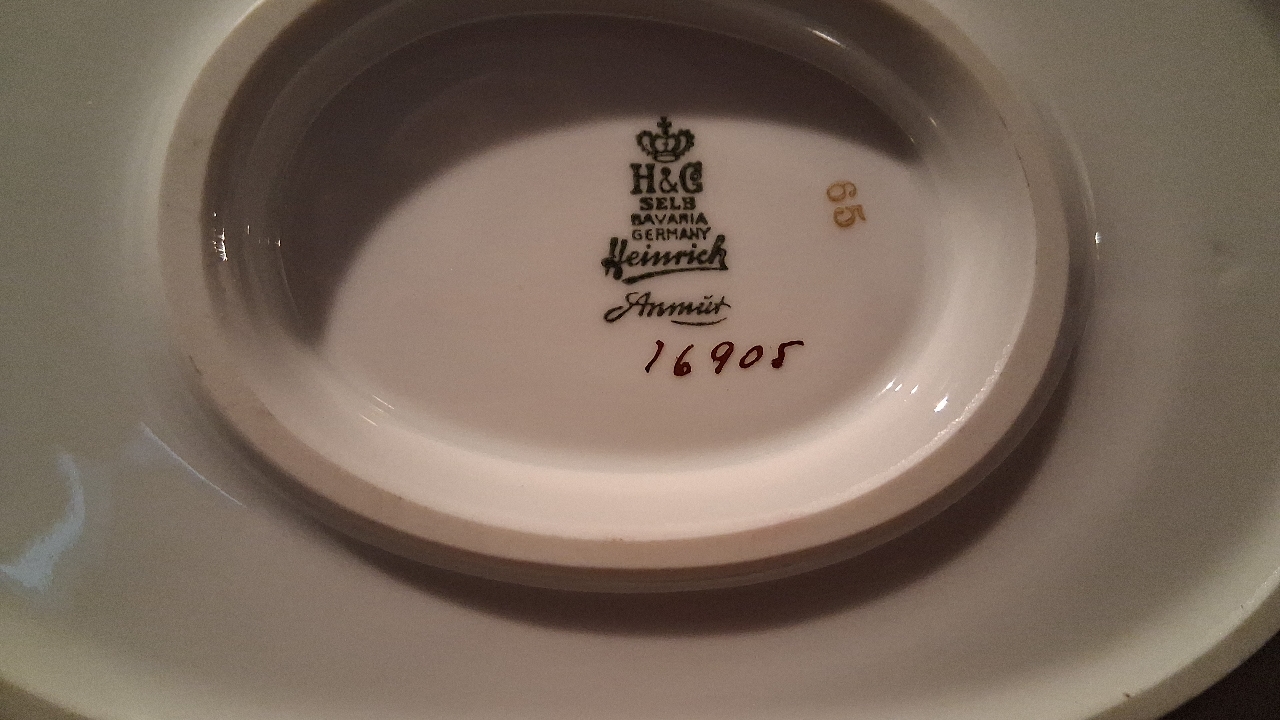 H&C
SELB
BAVARIA
GERMANY
Heinrich
Anmut
16905
65